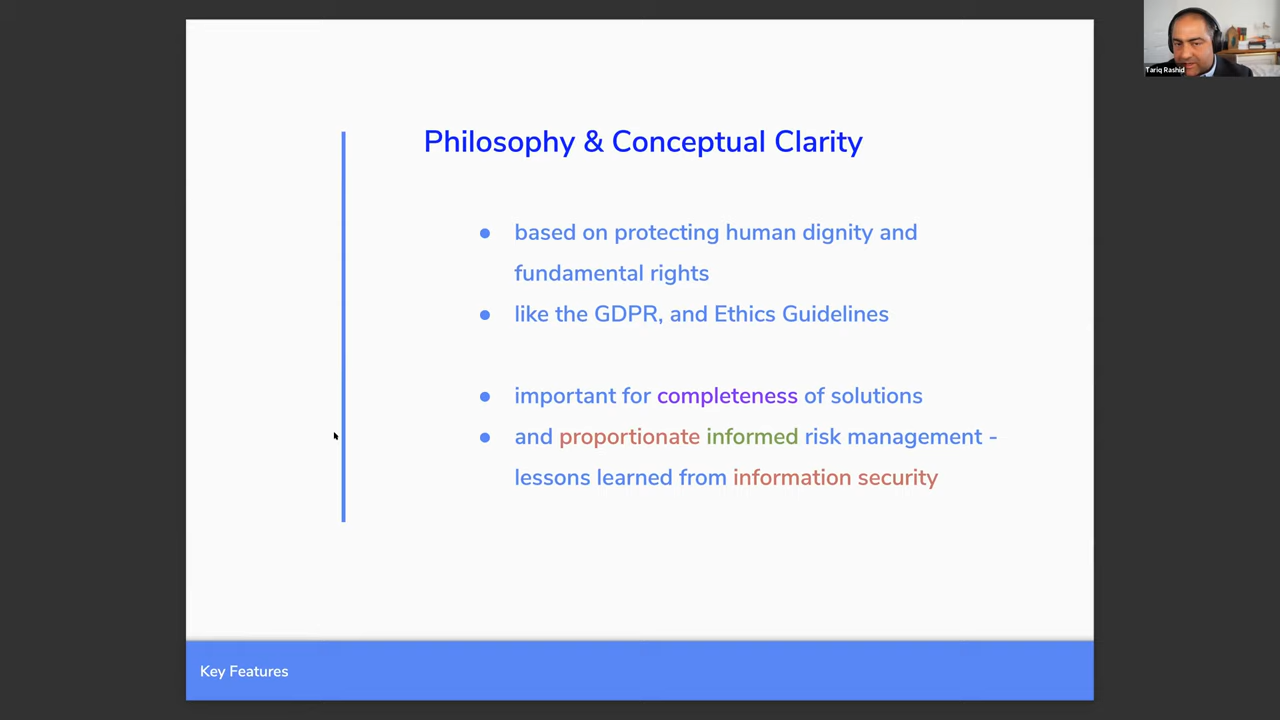 Tariq Rashid
Philosophy & Conceptual Clarity
● based on protecting human dignity and
fundamental rights
● like the GDPR, and Ethics Guidelines
● important for completeness of solutions
● and proportionate informed risk management -
lessons learned from information security
Key Features